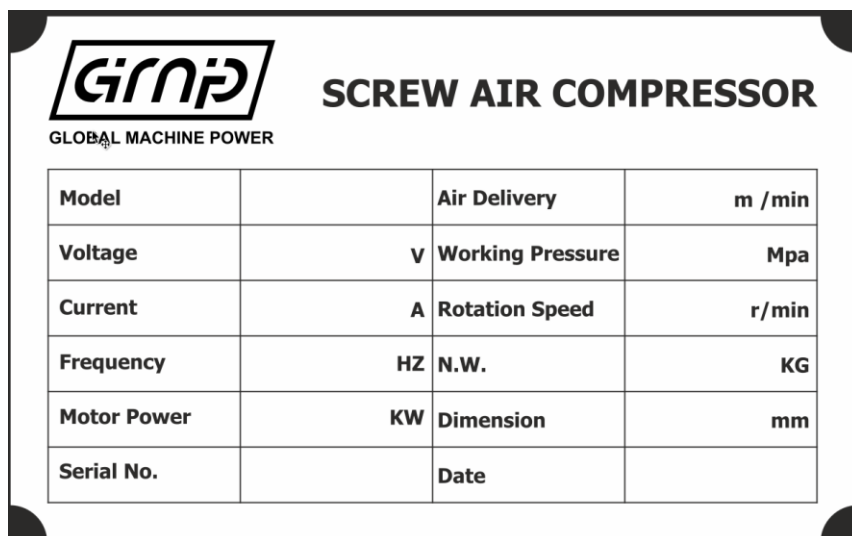 GMP
GLOBAL MACHINE POWER
SCREW AIR COMPRESSOR
Model Air Delivery m /min
Voltage V Working Pressure Mpa
Current A Rotation Speed r/min
Frequency HZ N.W. KG
Motor Power KW Dimension mm
Serial No. Date